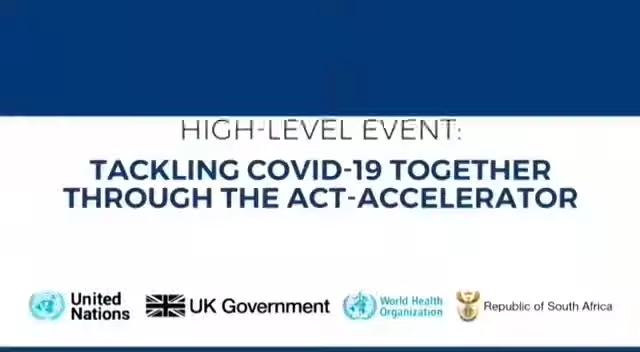 HIGH-LEVEL EVENT:
TACKLING COVID-19 TOGETHER
THROUGH THE ACT-ACCELERATOR
United
Nations
UK Government
World Health
Organization
Republic of South Africa